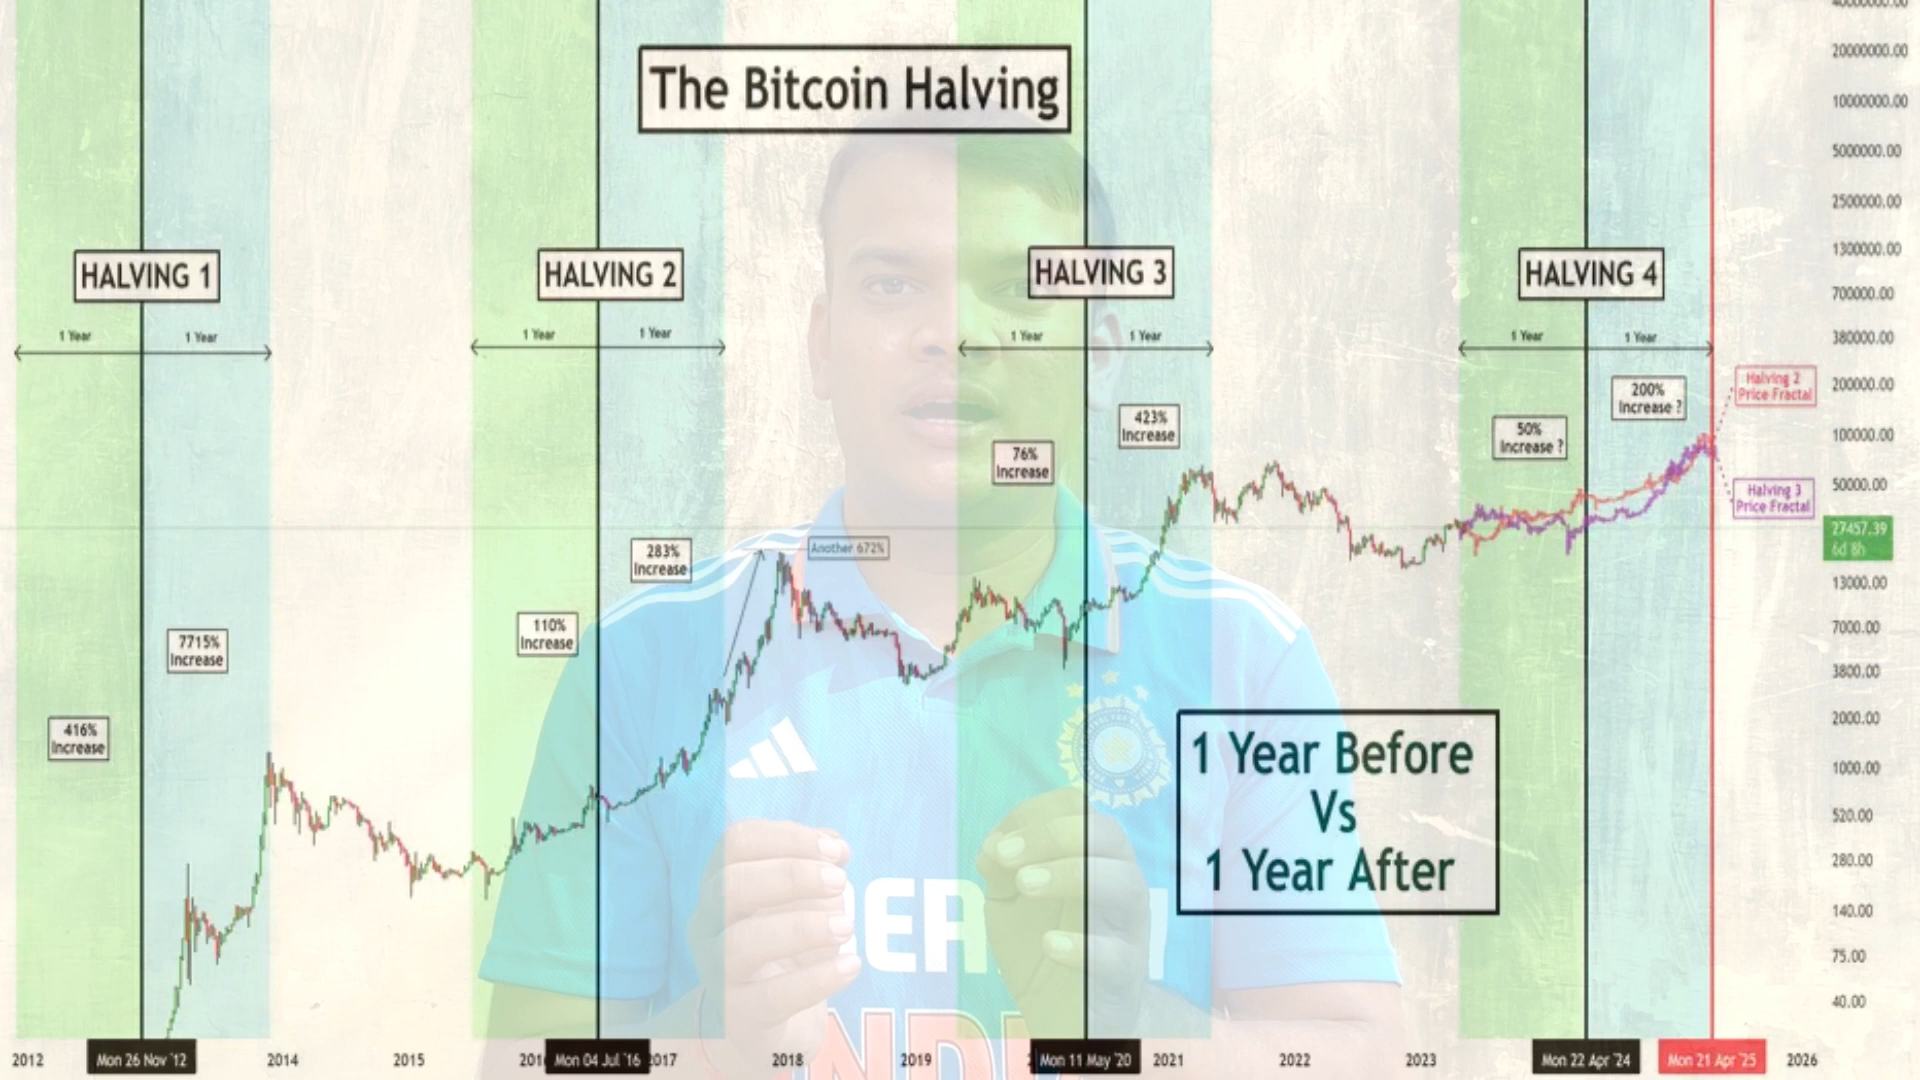 The Bitcoin Halving
HALVING 1
HALVING 2
HALVING 3
HALVING 4
1 Year
1 Year
1 Year
1 Year
1 Year
1 Year
1 Year
1 Year
416%
Increase
7715%
Increase
110%
Increase
283%
Increase
Another 672%
76%
Increase
423%
Increase
50%
Increase ?
200%
Increase ?
Halving 2
Price Fractal
Halving 3
Price Fractal
1 Year Before
Vs
1 Year After
20000000.00
10000000.00
5000000.00
2500000.00
1300000.00
700000.00
380000.00
200000.00
100000.00
50000.00
27457.39
6d 8h
13000.00
7000.00
3800.00
2000.00
1000.00
520.00
280.00
140.00
75.00
40.00
2012
Mon 26 Nov '12
2014
2015
Mon 04 Jul '16
2017
2018
2019
Mon 11 May '20
2021
2022
2023
Mon 22 Apr '24
Mon 21 Apr '25
2026